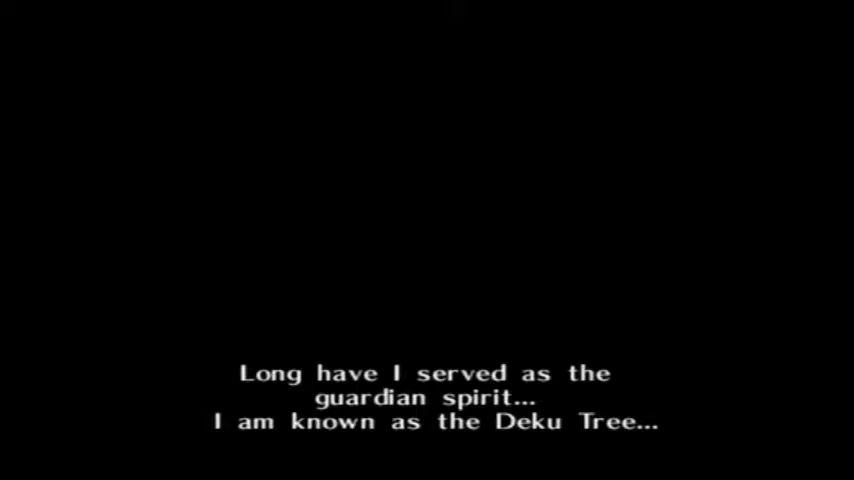 Long have I served as the
guardian spirit...
I am known as the Deku Tree...